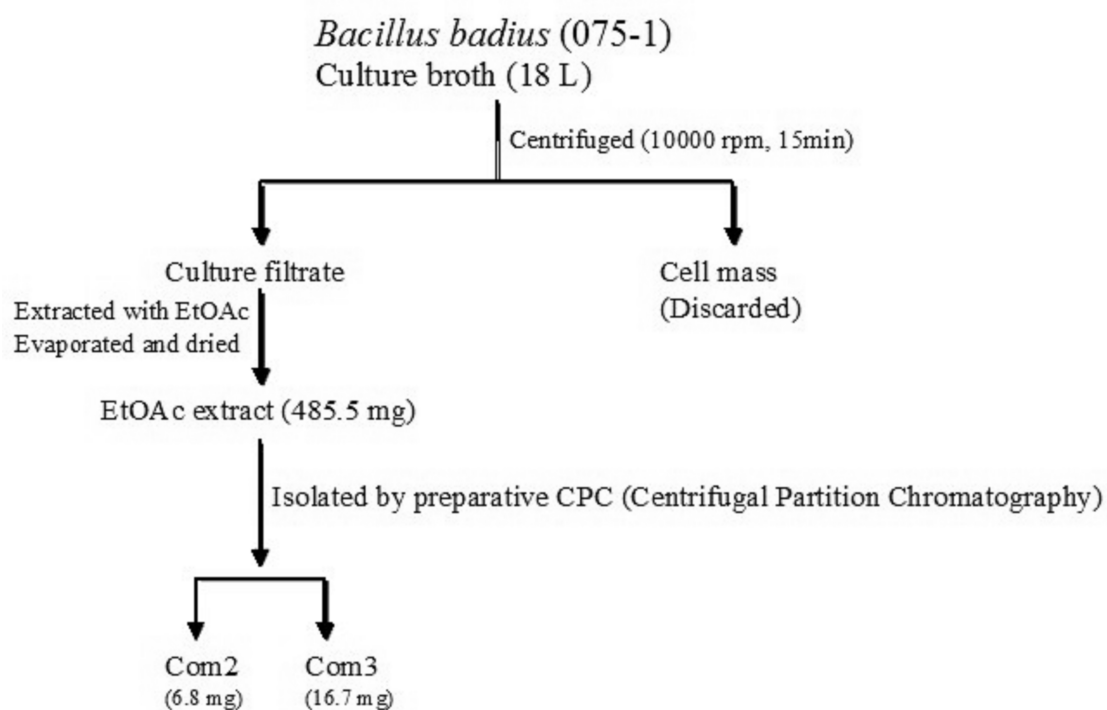 Bacillus badius (075-1)
Culture broth (18 L)
Centrifuged (10000 rpm, 15min)
Culture filtrate
Cell mass
(Discarded)
Extracted with EtOAc
Evaporated and dried
EtOAc extract (485.5 mg)
Isolated by preparative CPC (Centrifugal Partition Chromatography)
Com2
(6.8 mg)
Com3
(16.7 mg)